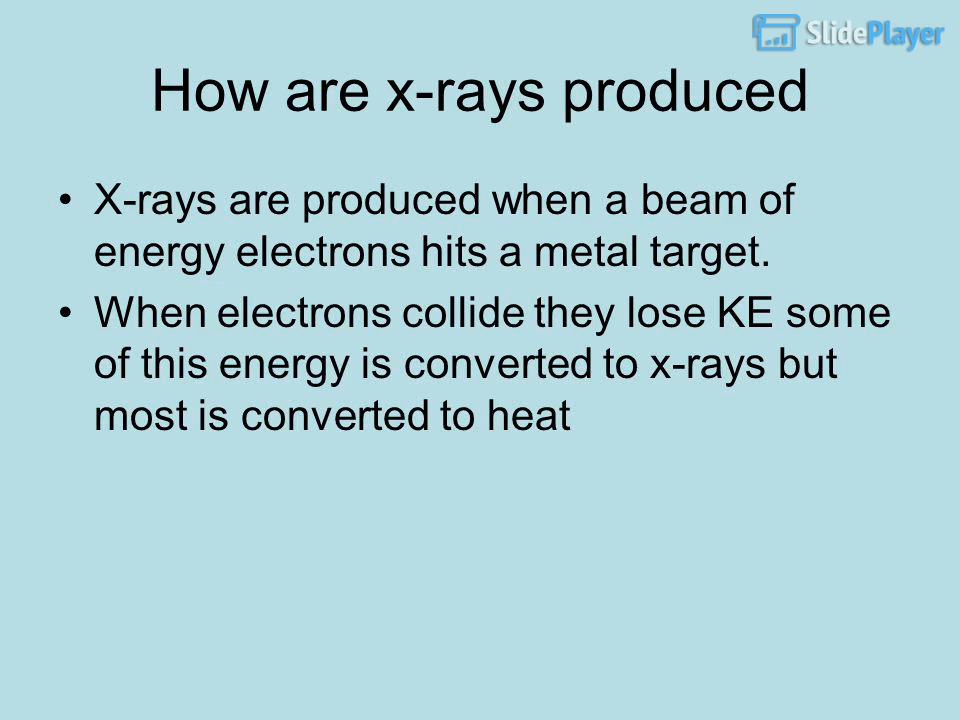 SlidePlayer
How are x-rays produced
• X-rays are produced when a beam of
energy electrons hits a metal target.
• When electrons collide they lose KE some
of this energy is converted to x-rays but
most is converted to heat